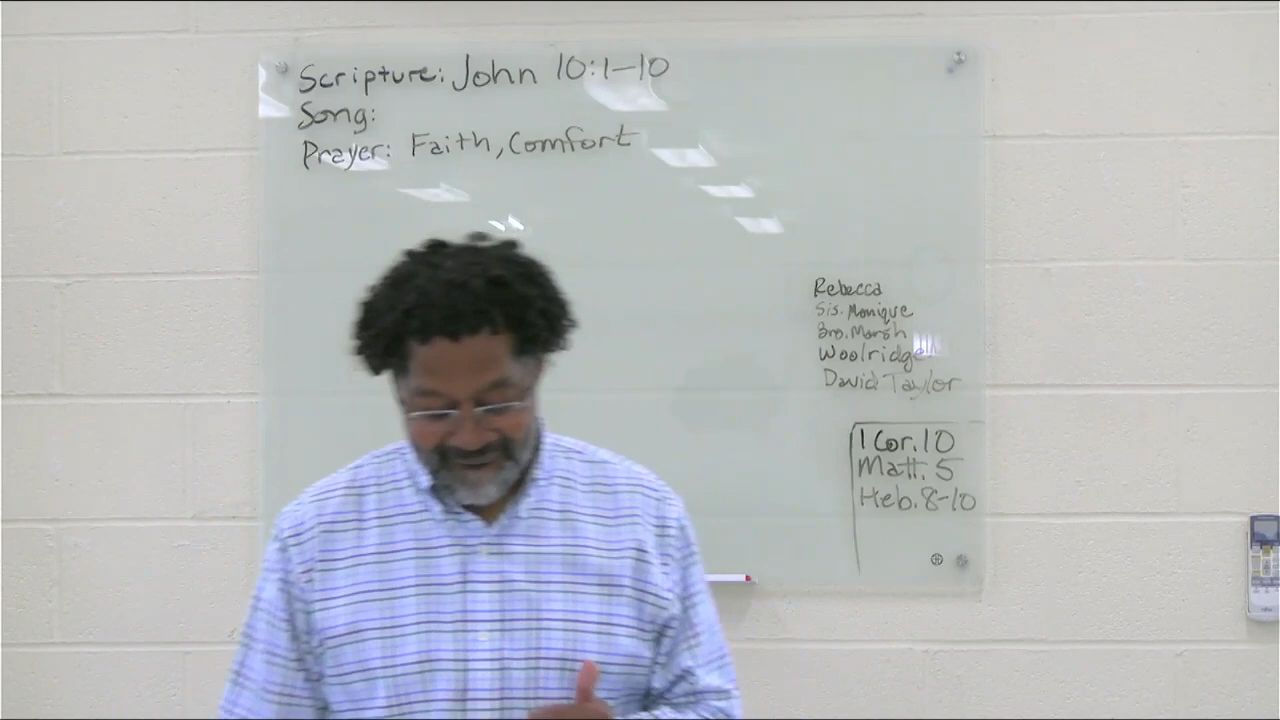 Scripture: John 10:1-10
Song:
Prayer: Faith, Comfort
Rebecca
Sis. Monique
Bro. Marsh
Woolridge
David Taylor
1 Cor. 10
Matt. 5
Heb. 8-10